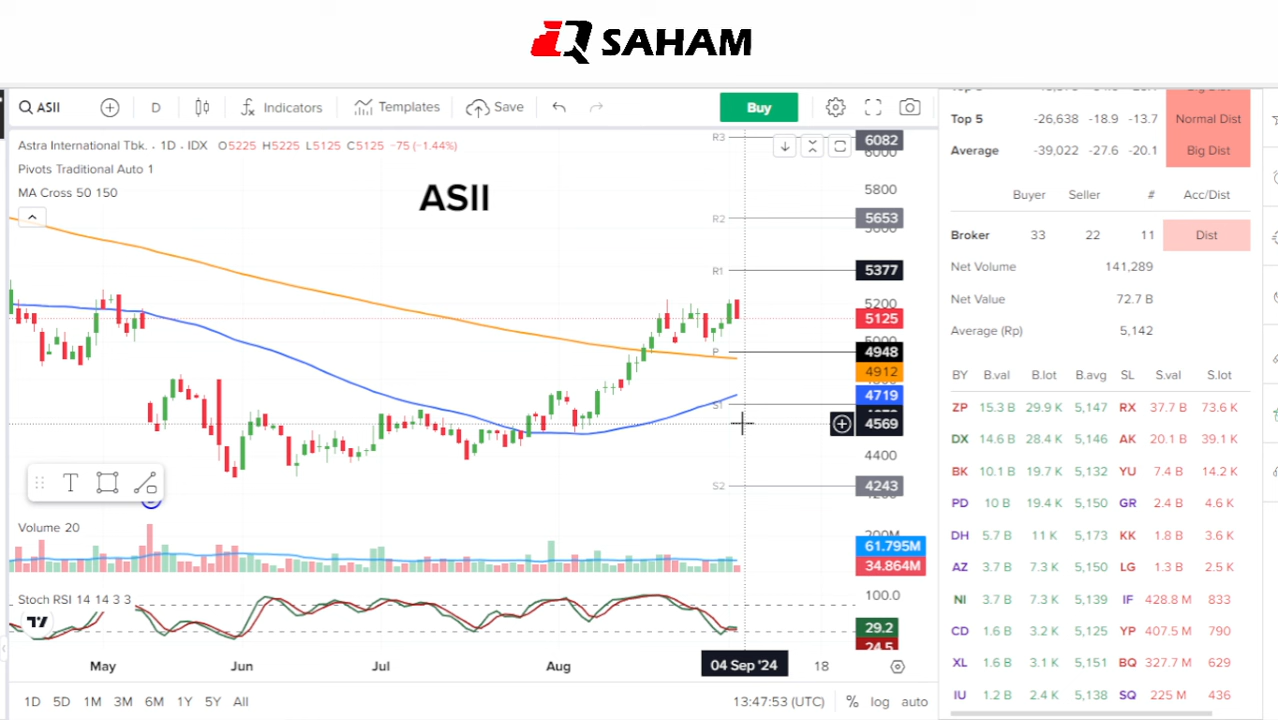 iQ SAHAM
ASII D Indicators Templates Save Buy
Astra International Tbk. · 1D · IDX O5225 H5225 L5125 C5125 -75 (-1.44%)
Pivots Traditional Auto 1
MA Cross 50 150
ASII
R3 6082
6000
5800
R2 5653
R1 5377
5200
5125
5000
P 4948
4912
4719
S1
4569
4400
S2 4243
4200
Volume 20
200M
61.795M
34.864M
Stoch RSI 14 14 3 3
100.0
29.2
24.5
May Jun Jul Aug 04 Sep '24 18
1D 5D 1M 3M 6M 1Y 5Y All 13:47:53 (UTC) % log auto
Big Dist
Top 5 -26,638 -18.9 -13.7 Normal Dist
Average -39,022 -27.6 -20.1 Big Dist
Buyer Seller # Acc/Dist
Broker 33 22 11 Dist
Net Volume 141,289
Net Value 72.7 B
Average (Rp) 5,142
BY B.val B.lot B.avg SL S.val S.lot
ZP 15.3 B 29.9 K 5,147 RX 37.7 B 73.6 K
DX 14.6 B 28.4 K 5,146 AK 20.1 B 39.1 K
BK 10.1 B 19.7 K 5,132 YU 7.4 B 14.2 K
PD 10 B 19.4 K 5,150 GR 2.4 B 4.6 K
DH 5.7 B 11 K 5,173 KK 1.8 B 3.6 K
AZ 3.7 B 7.3 K 5,150 LG 1.3 B 2.5 K
NI 3.7 B 7.3 K 5,139 IF 428.8 M 833
CD 1.6 B 3.2 K 5,125 YP 407.5 M 790
XL 1.6 B 3.1 K 5,151 BQ 327.7 M 629
IU 1.2 B 2.4 K 5,138 SQ 225 M 436